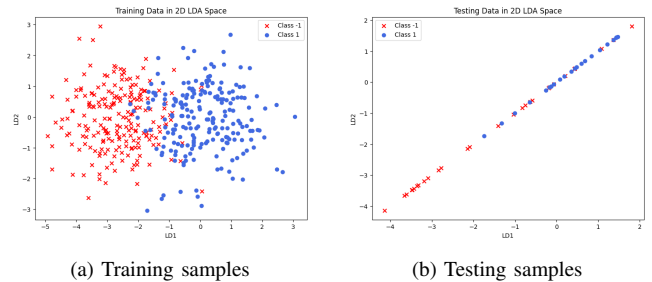 Training Data in 2D LDA Space
Class -1
Class 1
LD2
3
2
1
0
−1
−2
−3
−5
−4
−3
−2
−1
0
1
2
3
LD1
(a) Training samples
Testing Data in 2D LDA Space
Class -1
Class 1
LD2
2
1
0
−1
−2
−3
−4
−4
−3
−2
−1
0
1
2
LD1
(b) Testing samples